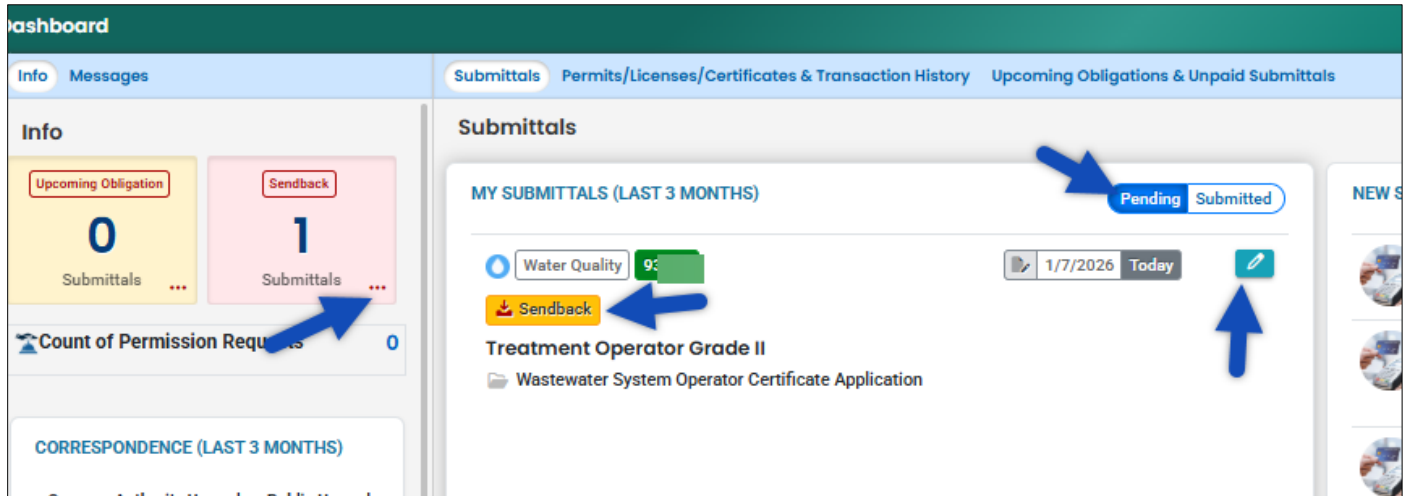 Dashboard
Info Messages
Submittals Permits/Licenses/Certificates & Transaction History Upcoming Obligations & Unpaid Submittals
Info
Upcoming Obligation
0
Submittals ...
Sendback
1
Submittals ...
Count of Permission 0
CORRESPONDENCE (LAST 3 MONTHS)
Submittals
MY SUBMITTALS (LAST 3 MONTHS)
Pending Submitted
Water Quality 93
1/7/2026 Today
Sendback
Treatment Operator Grade II
Wastewater System Operator Certificate Application
NEW